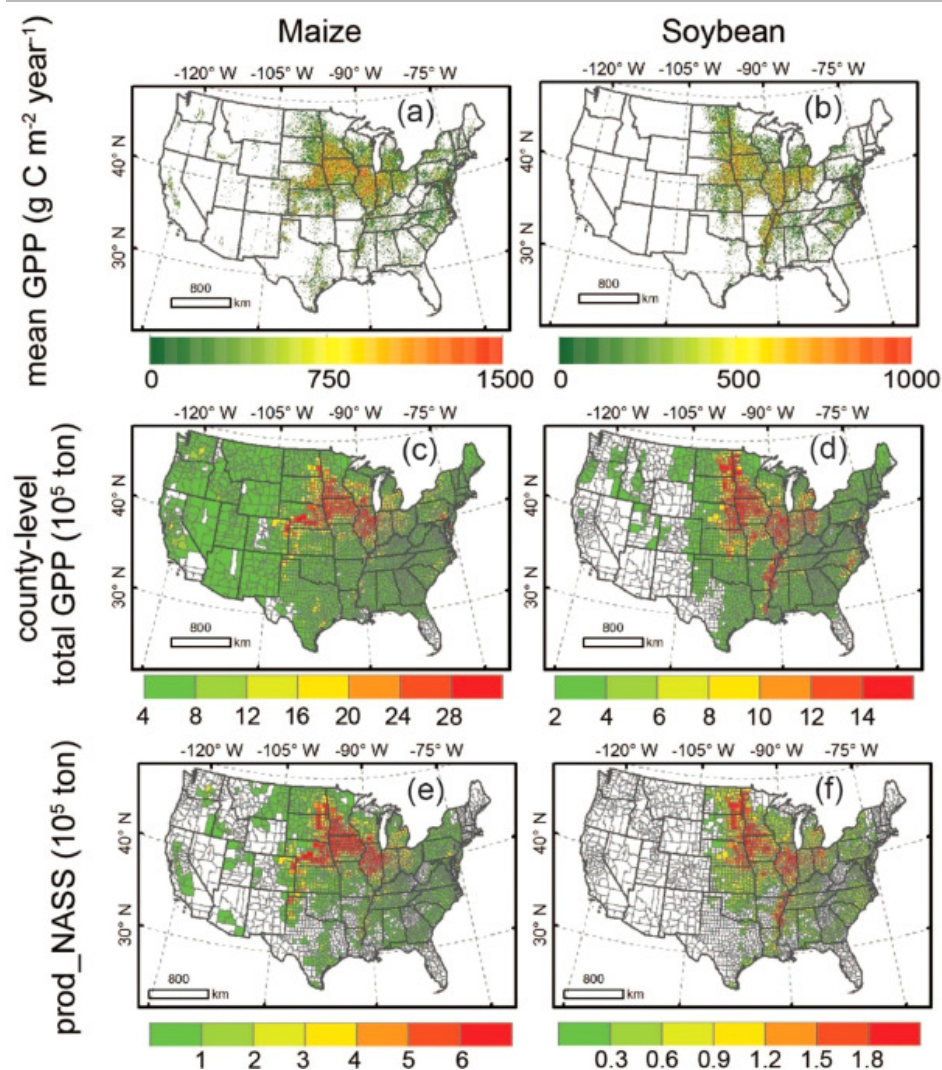 Maize
Soybean
mean GPP (g C m⁻² year⁻¹)
-120° W -105° W -90° W -75° W
40° N
30° N
(a)
800
km
0 750 1500
-120° W -105° W -90° W -75° W
40° N
30° N
(b)
800
km
0 500 1000
county-level
total GPP (10⁵ ton)
-120° W -105° W -90° W -75° W
40° N
30° N
(c)
800
km
4 8 12 16 20 24 28
-120° W -105° W -90° W -75° W
40° N
30° N
(d)
800
km
2 4 6 8 10 12 14
prod_NASS (10⁵ ton)
-120° W -105° W -90° W -75° W
40° N
30° N
(e)
800
km
1 2 3 4 5 6
-120° W -105° W -90° W -75° W
40° N
30° N
(f)
800
km
0.3 0.6 0.9 1.2 1.5 1.8